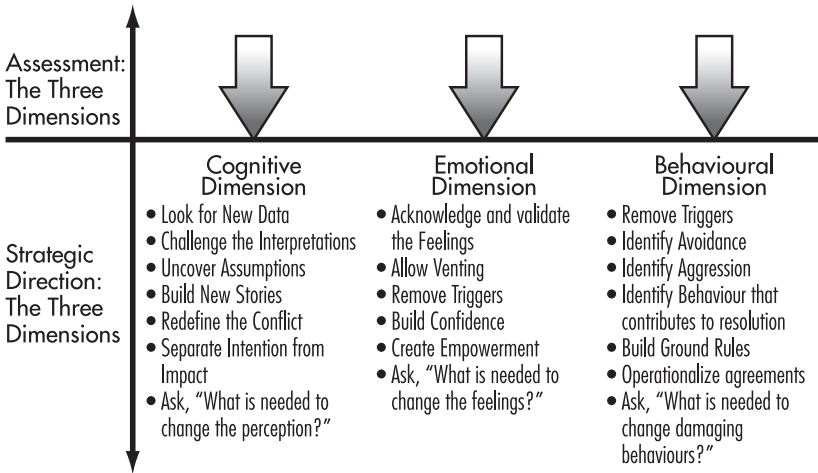 Assessment:
The Three
Dimensions
Strategic
Direction:
The Three
Dimensions
Cognitive
Dimension
• Look for New Data
• Challenge the Interpretations
• Uncover Assumptions
• Build New Stories
• Redefine the Conflict
• Separate Intention from
Impact
• Ask, “What is needed to
change the perception?”
Emotional
Dimension
• Acknowledge and validate
the Feelings
• Allow Venting
• Remove Triggers
• Build Confidence
• Create Empowerment
• Ask, “What is needed to
change the feelings?”
Behavioural
Dimension
• Remove Triggers
• Identify Avoidance
• Identify Aggression
• Identify Behaviour that
contributes to resolution
• Build Ground Rules
• Operationalize agreements
• Ask, “What is needed to
change damaging
behaviours?”